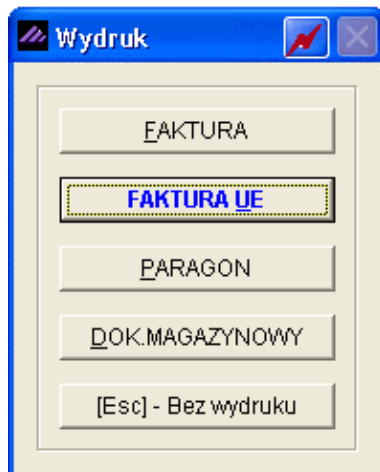 Wydruk
FAKTURA
FAKTURA UE
PARAGON
DOK.MAGAZYNOWY
[Esc] - Bez wydruku